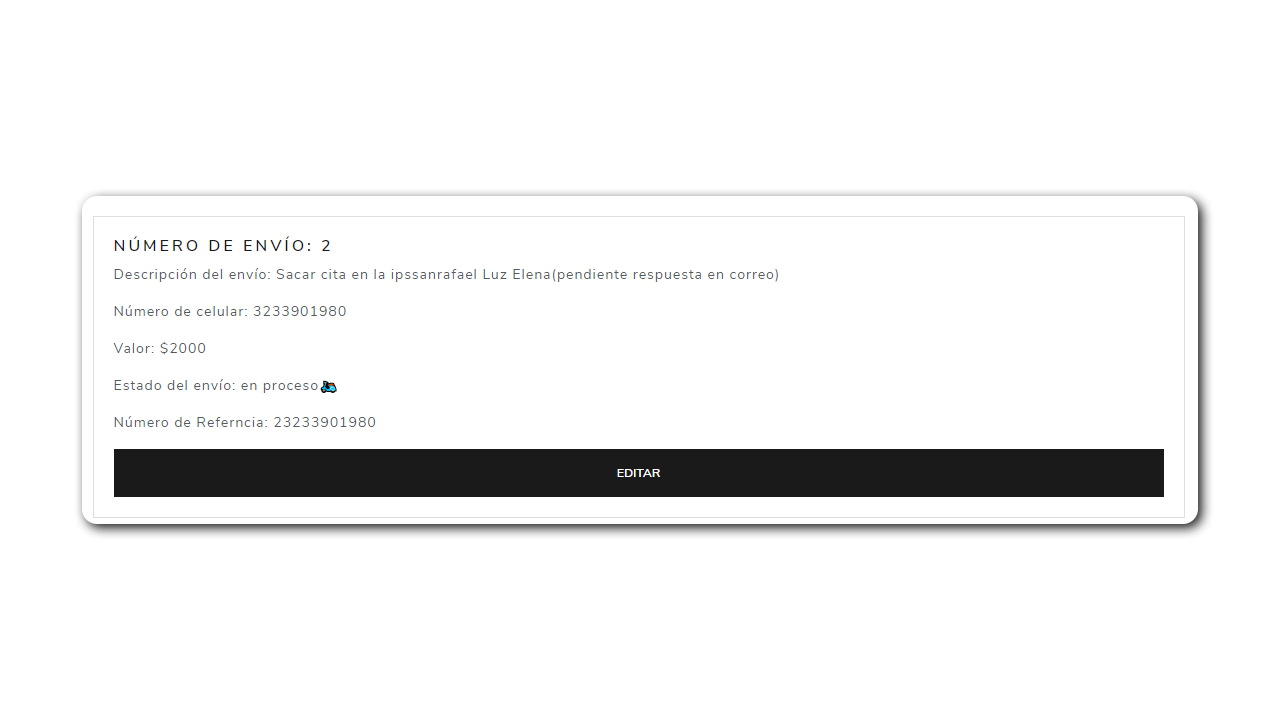 NÚMERO DE ENVÍO: 2
Descripción del envío: Sacar cita en la ipssanrafael Luz Elena(pendiente respuesta en correo)
Número de celular: 3233901980
Valor: $2000
Estado del envío: en proceso🛵
Número de Referncia: 23233901980
EDITAR